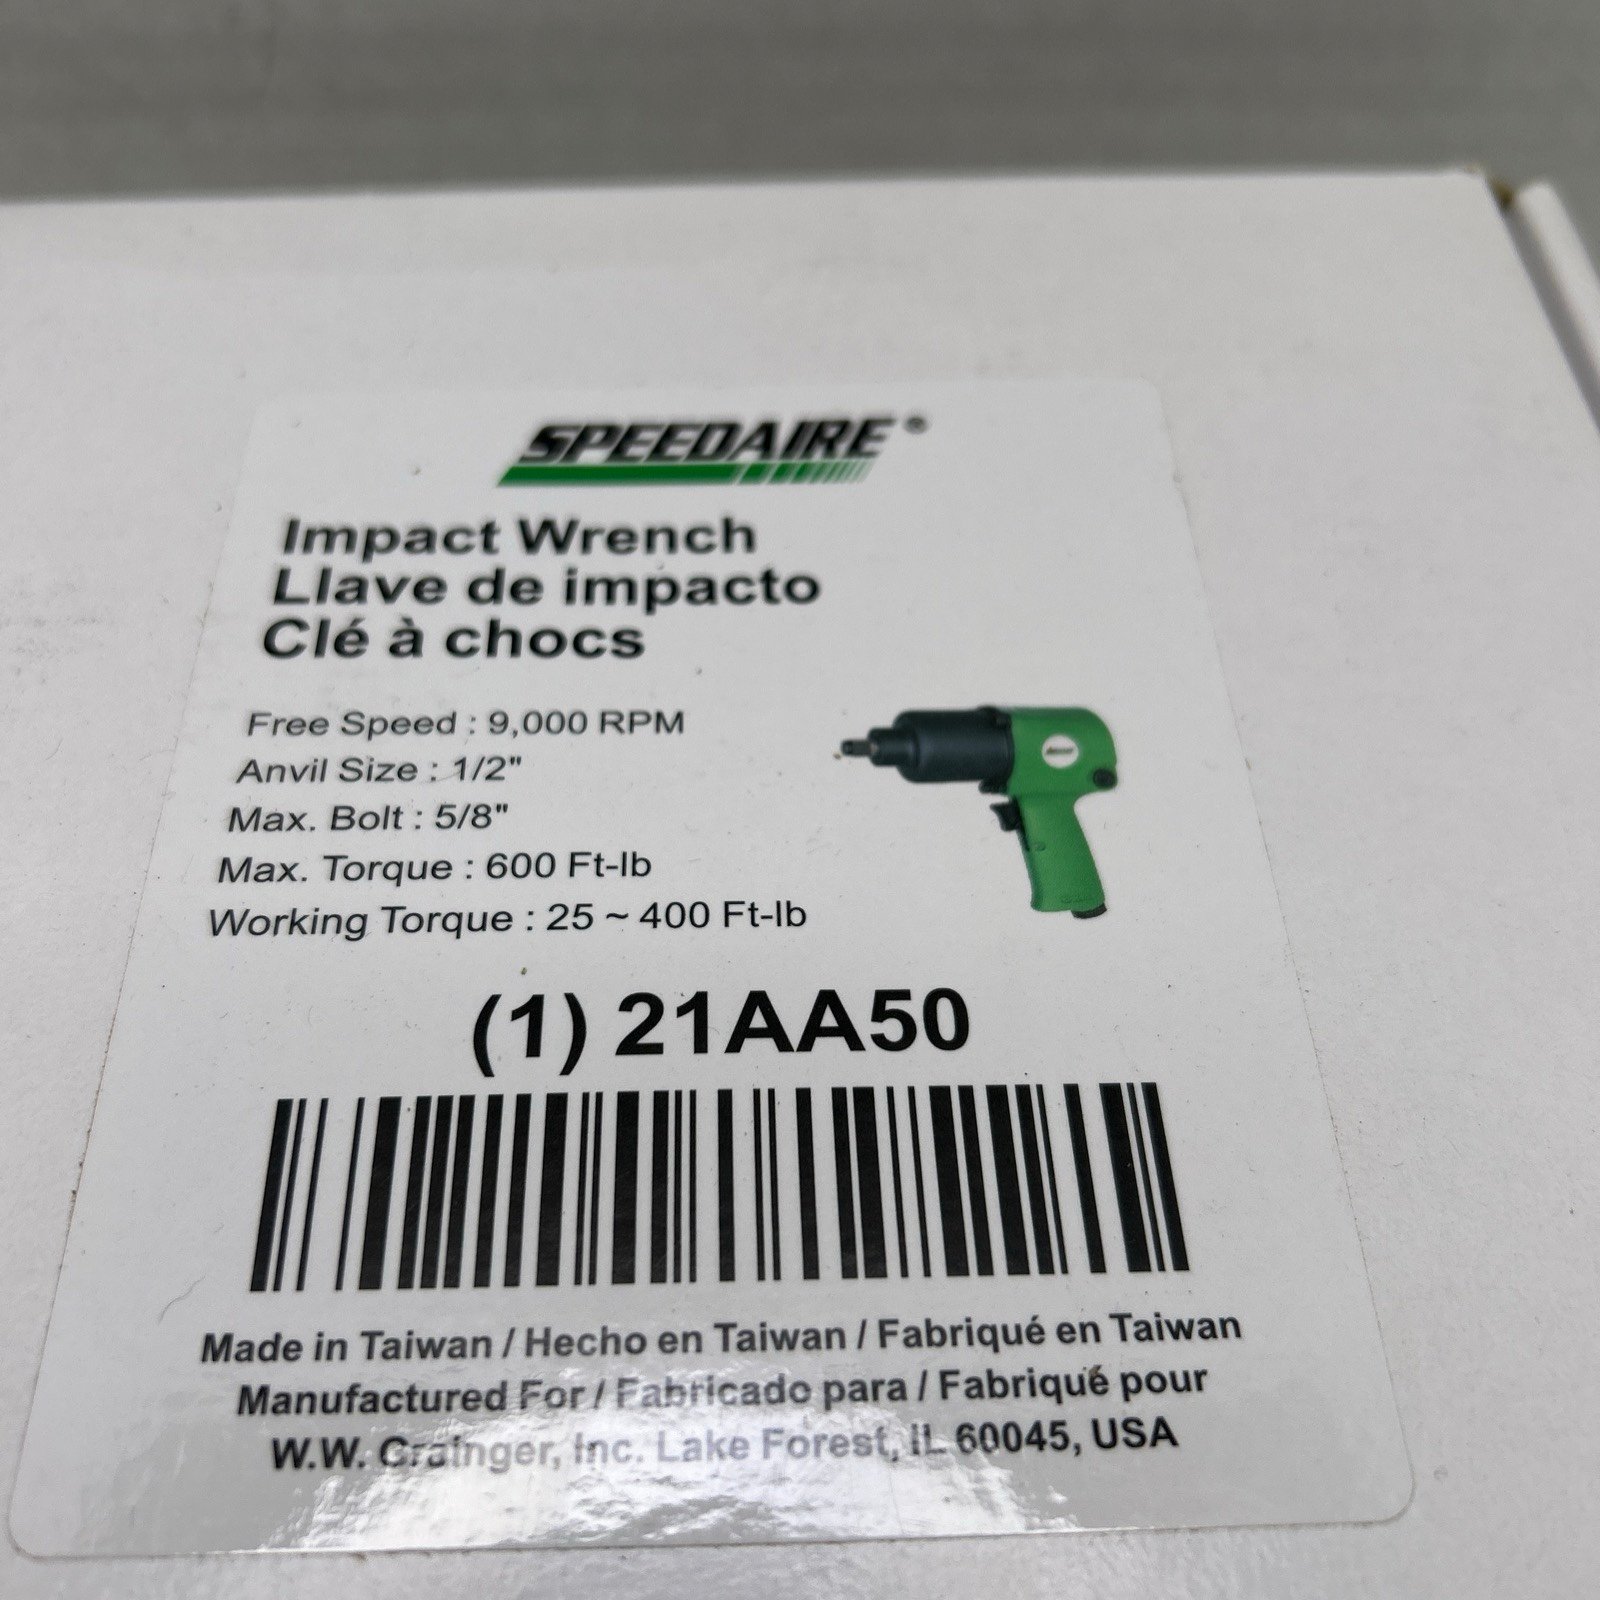 SPEEDAIRE®
Impact Wrench
Llave de impacto
Clé à chocs
Free Speed : 9,000 RPM
Anvil Size : 1/2"
Max. Bolt : 5/8"
Max. Torque : 600 Ft-lb
Working Torque : 25 ~ 400 Ft-lb
(1) 21AA50
Made in Taiwan / Hecho en Taiwan / Fabriqué en Taiwan
Manufactured For / Fabricado para / Fabriqué pour
W.W. Grainger, Inc. Lake Forest, IL 60045, USA